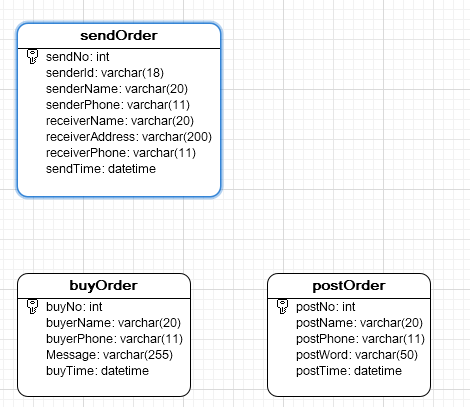 sendOrder
sendNo: int
senderId: varchar(18)
senderName: varchar(20)
senderPhone: varchar(11)
receiverName: varchar(20)
receiverAddress: varchar(200)
receiverPhone: varchar(11)
sendTime: datetime
buyOrder
buyNo: int
buyerName: varchar(20)
buyerPhone: varchar(11)
Message: varchar(255)
buyTime: datetime
postOrder
postNo: int
postName: varchar(20)
postPhone: varchar(11)
postWord: varchar(50)
postTime: datetime